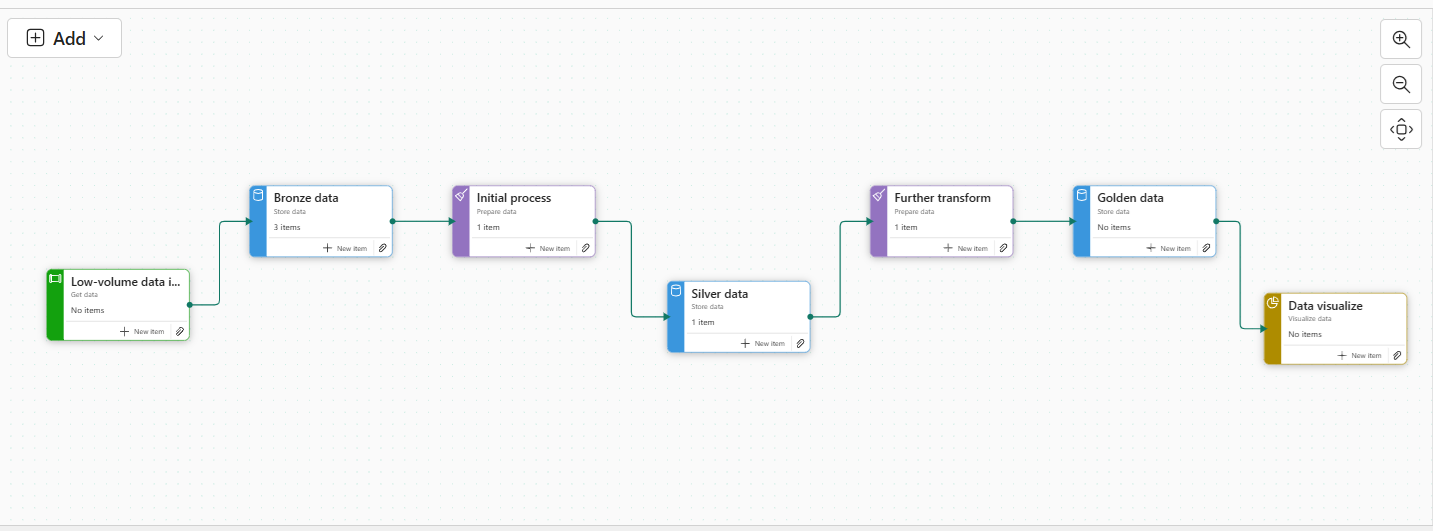 Add
Bronze data
Store data
3 items
New item
Initial process
Prepare data
1 item
New item
Further transform
Prepare data
1 item
New item
Golden data
Store data
No items
New item
Low-volume data i...
Get data
No items
New item
Silver data
Store data
1 item
New item
Data visualize
Visualize data
No items
New item